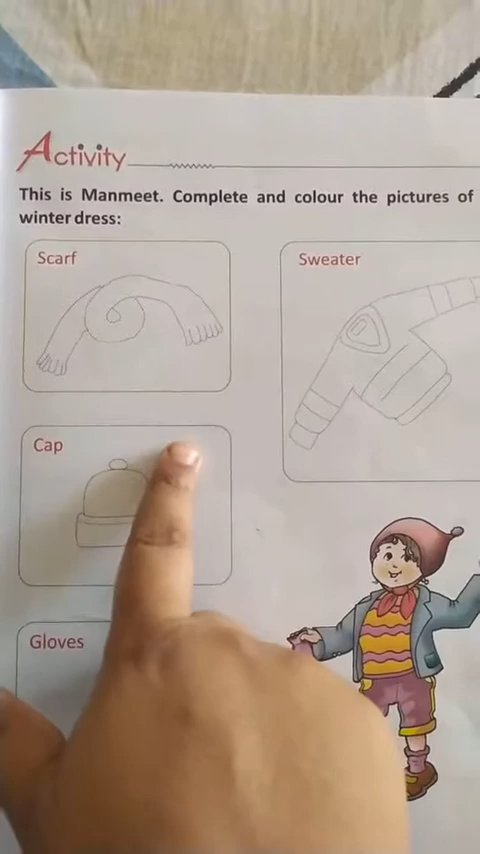 Activity
This is Manmeet. Complete and colour the pictures of
winter dress:
Scarf
Sweater
Cap
Gloves